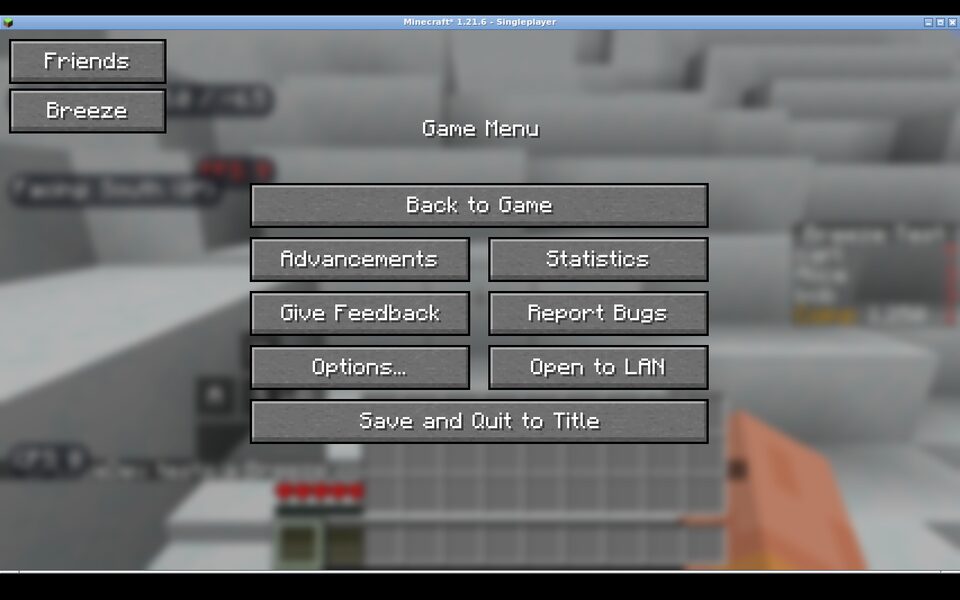 Minecraft* 1.21.6 - Singleplayer
Friends
Breeze
Game Menu
Back to Game
Advancements
Statistics
Give Feedback
Report Bugs
Options...
Open to LAN
Save and Quit to Title